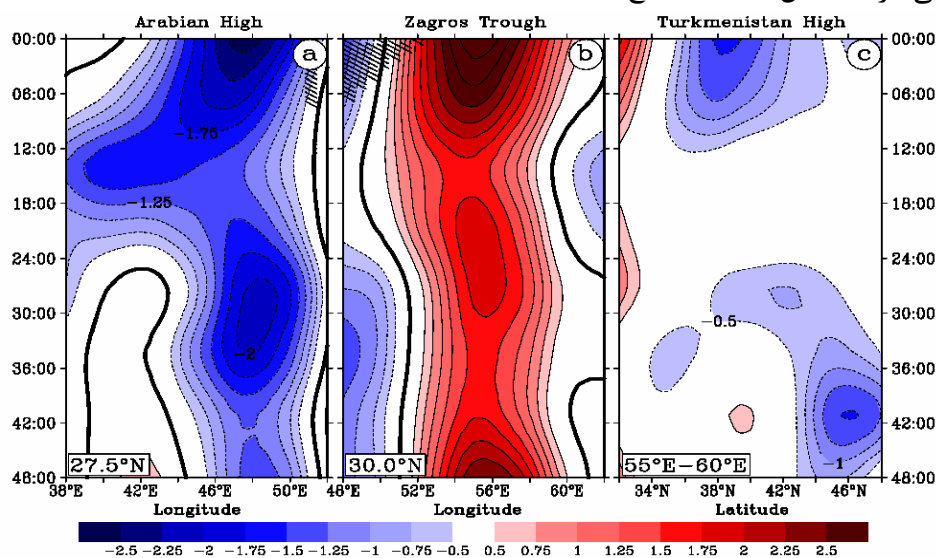 Arabian High Zagros Trough Turkmenistan High
a b c
00:00 00:00
06:00 06:00
-1.75
12:00 12:00
18:00 -1.25 18:00
24:00 24:00
30:00 30:00
-0.5
-2
36:00 36:00
42:00 42:00
27.5°N 30.0°N 55°E-60°E -1
48:00 48:00
38°E 42°E 46°E 50°E 52°E 56°E 60°E 34°N 38°N 42°N 46°N
Longitude Longitude Latitude
-2.5 -2.25 -2 -1.75 -1.5 -1.25 -1 -0.75 -0.5 0.5 0.75 1 1.25 1.5 1.75 2 2.25 2.5